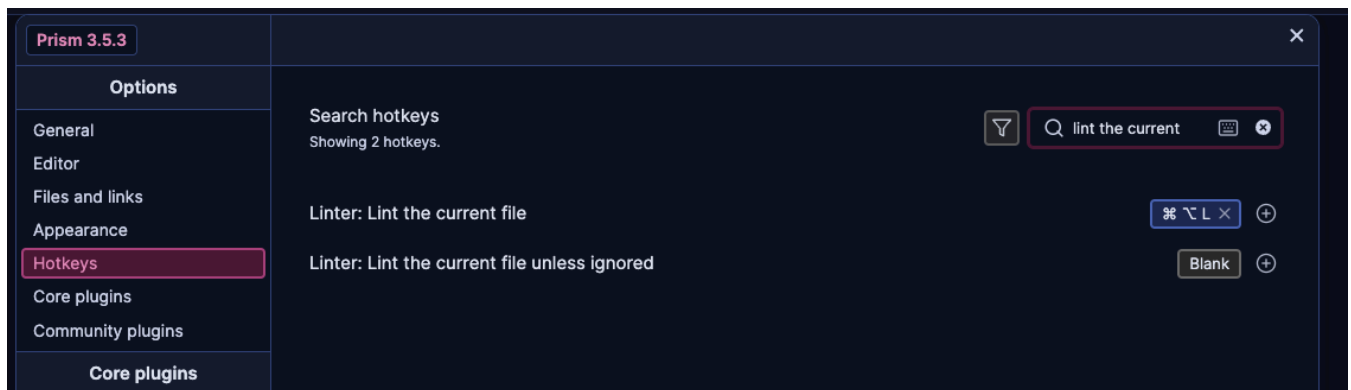 Prism 3.5.3
Options
General
Editor
Files and links
Appearance
Hotkeys
Core plugins
Community plugins
Core plugins
Search hotkeys
Showing 2 hotkeys.
lint the current
Linter: Lint the current file
⌘ ⌥ L
Linter: Lint the current file unless ignored
Blank